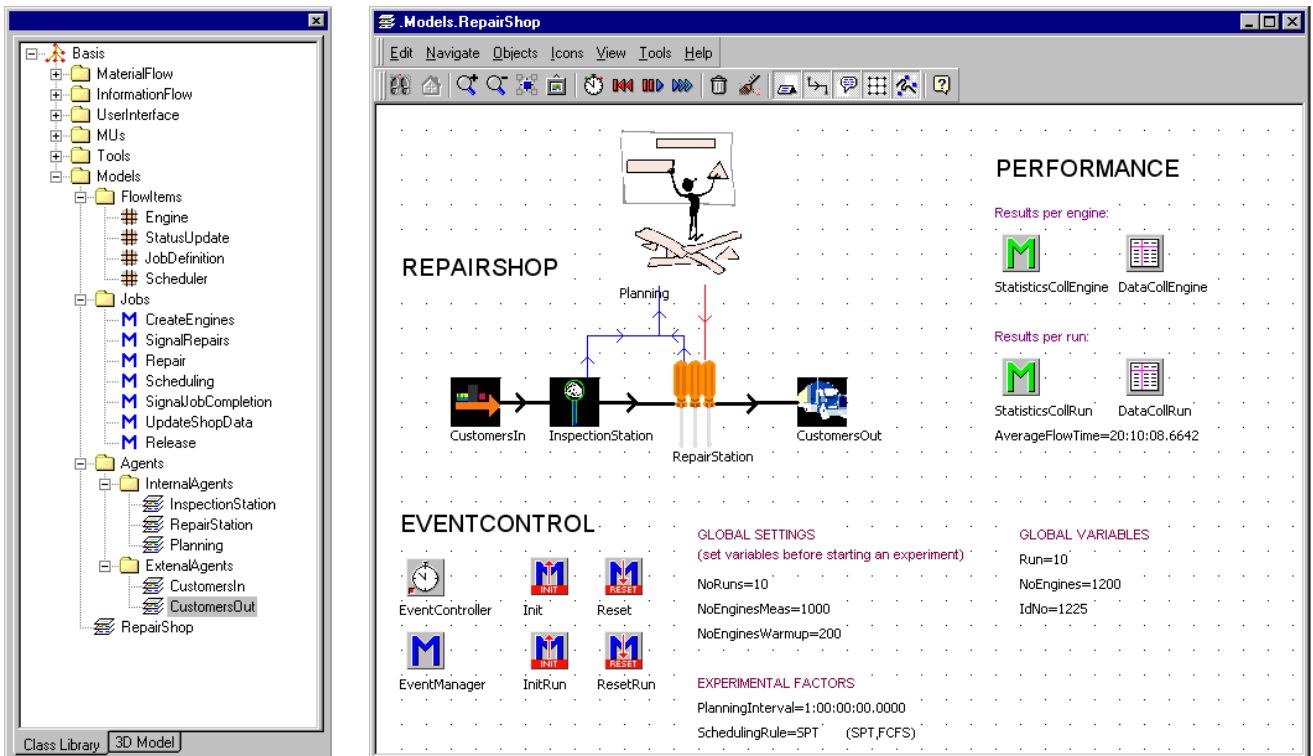 Basis
MaterialFlow
InformationFlow
UserInterface
MUs
Tools
Models
FlowItems
Engine
StatusUpdate
JobDefinition
Scheduler
Jobs
CreateEngines
SignalRepairs
Repair
Scheduling
SignalJobCompletion
UpdateShopData
Release
Agents
InternalAgents
InspectionStation
RepairStation
Planning
ExtenalAgents
CustomersIn
CustomersOut
RepairShop
Class Library 3D Model
.Models.RepairShop
Edit Navigate Objects Icons View Tools Help
REPAIRSHOP
Planning
CustomersIn InspectionStation CustomersOut
RepairStation
PERFORMANCE
Results per engine:
M
StatisticsCollEngine DataCollEngine
Results per run:
M
StatisticsCollRun DataCollRun
AverageFlowTime=20:10:08.6642
EVENTCONTROL
M INIT M RESET
EventController Init Reset
M M INIT M RESET
EventManager InitRun ResetRun
GLOBAL SETTINGS
(set variables before starting an experiment)
NoRuns=10
NoEnginesMeas=1000
NoEnginesWarmup=200
EXPERIMENTAL FACTORS
PlanningInterval=1:00:00:00.0000
SchedulingRule=SPT (SPT,FCFS)
GLOBAL VARIABLES
Run=10
NoEngines=1200
IdNo=1225